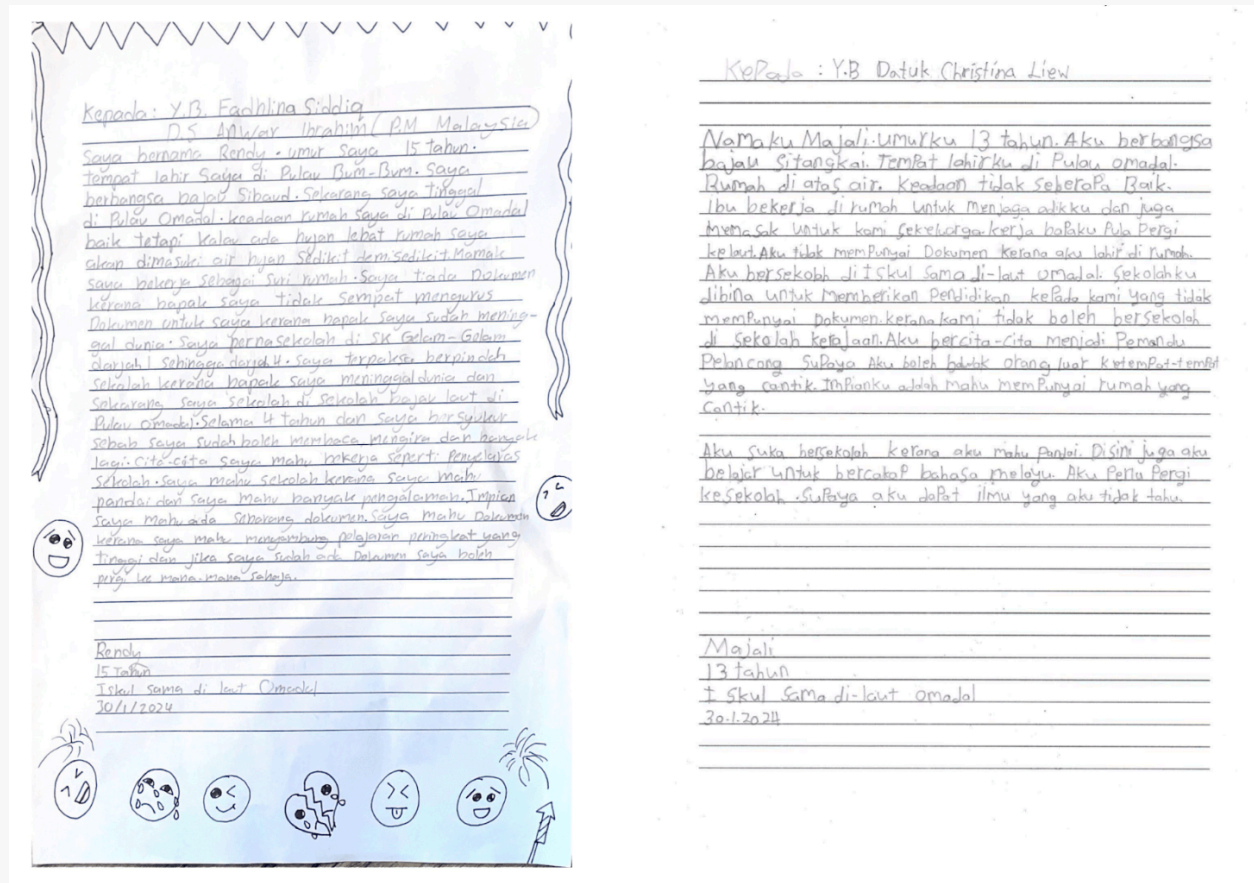 Kepada: Y.B. Fadhlina Siddiq
D.S Anwar Ibrahim (P.M Malaysia)
Saya bernama Rendy. umur saya 15 tahun.
tempat lahir saya di Pulau Bum-Bum. Saya
berbangsa bajau Sibaud. Sekarang saya tinggal
di Pulau Omadal. keadaan rumah saya di Pulau Omadal
baik tetapi kalau ada hujan lebat rumah saya
akan dimasuki air hujan sedikit demi sedikit. Mamak
saya bekerja sebagai suri rumah. Saya tiada Dokumen
kerana bapak saya tidak sempat mengurus
Dokumen untuk saya kerana bapak saya sudah mening-
gal dunia. Saya pernasekolah di SK Gelam-Gelam
darjah 1 sehingga darjah 4. Saya terpaksa berpindah
sekolah kerana bapak saya meninggal dunia dan
Sekarang saya sekolah di sekolah bajau laut di
Pulau Omadal. Selama 4 tahun dan saya bersyukur
sebab saya sudah boleh membaca, mengira dan banyak
lagi. Cita-cita saya mahu bekerja seperti Penyelaras
sekolah. Saya mahu sekolah kerana saya mahu
pandai dan saya mahu banyak pengalaman. Impian
saya mahu ada seborang dokumen. Saya mahu Dokumen
kerana saya mahu menyambung pelajaran peringkat yang
tinggi dan jika saya sudah ada Dokumen saya boleh
pergi ke mana-mana sahaja.
Rendy
15 Tahun
Iskul sama di laut Omadal
30/1/2024
KePada : Y.B Datuk Christina Liew
Namaku Majali. umurku 13 tahun. Aku berbangsa
bajau Sitangkai. Tempat lahirku di Pulau omadal.
Rumah di atas air. keadaan tidak seberapa Baik.
Ibu bekerja di rumah untuk menjaga adikku dan juga
memasak untuk kami sekeluarga. kerja bapaku Pula Pergi
kelaut. Aku tidak memPunyai Dokumen kerana aku lahir di rumah.
Aku bersekolah di Iskul sama di-laut omadal. Sekolahku
dibina untuk memberikan Pendidikan kePada kami yang tidak
memPunyai Dokumen. kerana kami tidak boleh bersekolah
di sekolah kerajaan. Aku bercita-cita menjadi Pemandu
Pelancong supaya Aku boleh orang luar ketemPat-temPat
yang cantik. ImPianku adalah mahu memPunyai rumah yang
Cantik.
Aku suka bersekolah kerana aku mahu Pandai. Disini juga aku
belajar untuk bercakap bahasa melayu. Aku Perlu Pergi
kesekolah. Supaya aku dapat ilmu yang aku tidak tahu.
Majali
13 tahun
I Skul Sama di-laut omadal
30.1.2024